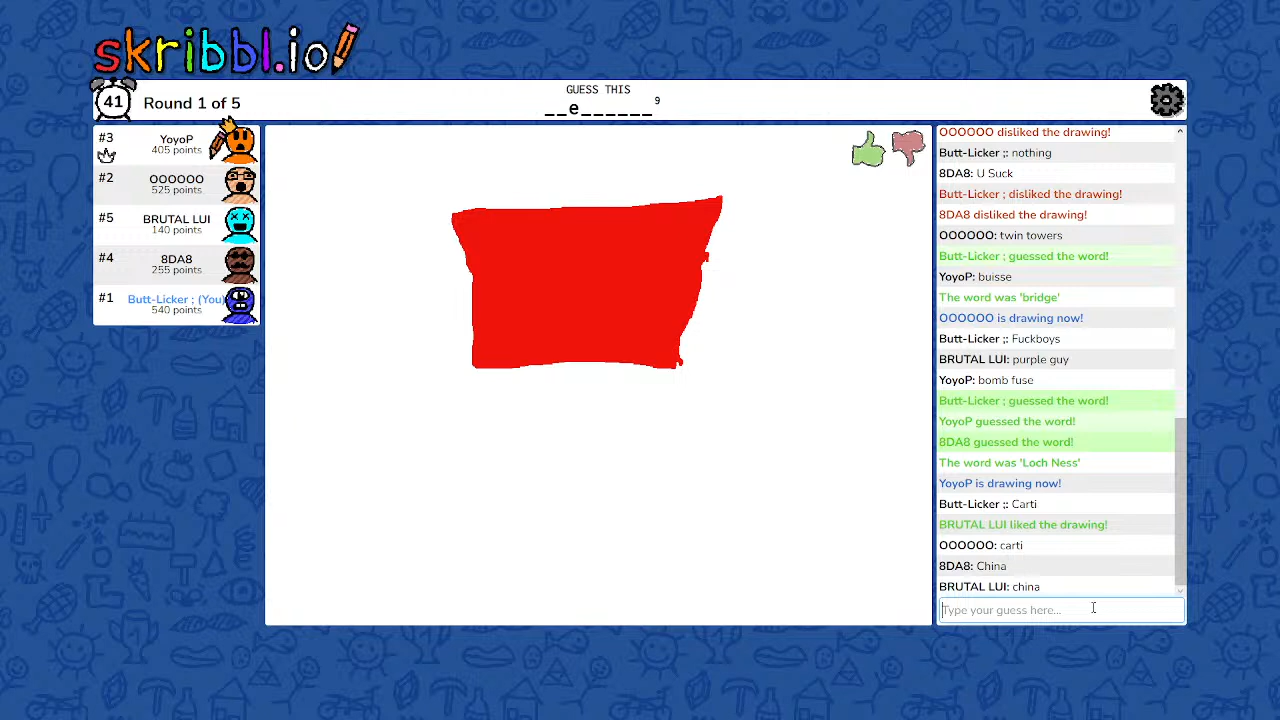 skribbl.io
41
Round 1 of 5
GUESS THIS
__e______ 9
#3 YoyoP
405 points
#2 OOOOOO
525 points
#5 BRUTAL LUI
140 points
#4 8DA8
255 points
#1 Butt-Licker ; (You)
540 points
OOOOOO disliked the drawing!
Butt-Licker ;: nothing
8DA8: U Suck
Butt-Licker ; disliked the drawing!
8DA8 disliked the drawing!
OOOOOO: twin towers
Butt-Licker ; guessed the word!
YoyoP: buisse
The word was 'bridge'
OOOOOO is drawing now!
Butt-Licker ;: Fuckboys
BRUTAL LUI: purple guy
YoyoP: bomb fuse
Butt-Licker ; guessed the word!
YoyoP guessed the word!
8DA8 guessed the word!
The word was 'Loch Ness'
YoyoP is drawing now!
Butt-Licker ;: Carti
BRUTAL LUI liked the drawing!
OOOOOO: carti
8DA8: China
BRUTAL LUI: china
Type your guess here...